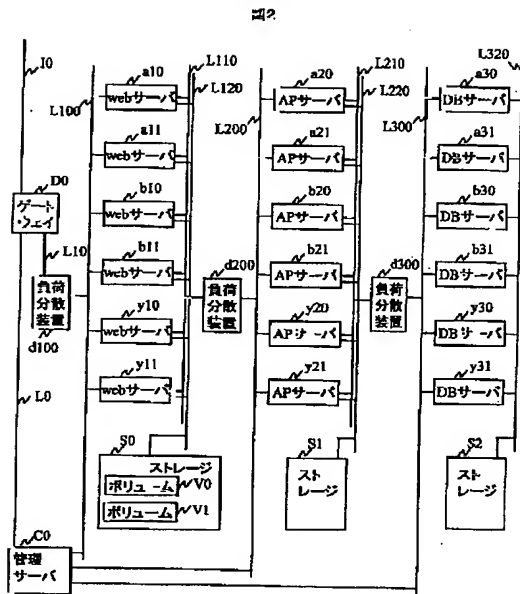 図2
I0
L100
D0
ゲート
・ウェイ
L10
負荷
分散
装置
d100
L0
C0
管理
サーバ
L110
L120
a10
webサーバ
a11
webサーバ
b10
webサーバ
b11
webサーバ
y10
webサーバ
y11
webサーバ
S0
ストレージ
ボリューム
V0
ボリューム
V1
d200
負荷
分散
装置
L200
L210
L220
a20
APサーバ
a21
APサーバ
b20
APサーバ
b21
APサーバ
y20
APサーバ
y21
APサーバ
S1
スト
レージ
d300
負荷
分散
装置
L300
L320
a30
DBサーバ
a31
DBサーバ
b30
DBサーバ
b31
DBサーバ
y30
DBサーバ
y31
DBサーバ
S2
スト
レージ